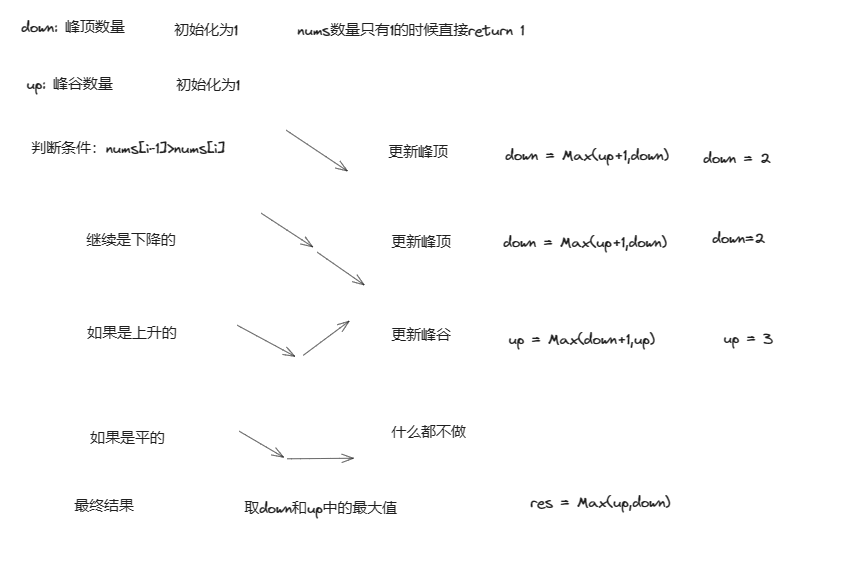 down: 峰顶数量 初始化为1 nums数量只有1的时候直接return 1
up: 峰谷数量 初始化为1
判断条件: nums[i-1]>nums[i] 更新峰顶 down = Max(up+1,down) down = 2
继续是下降的 更新峰顶 down = Max(up+1,down) down=2
如果是上升的 更新峰谷 up = Max(down+1,up) up = 3
如果是平的 什么都不做
最终结果 取down和up中的最大值 res = Max(up,down)